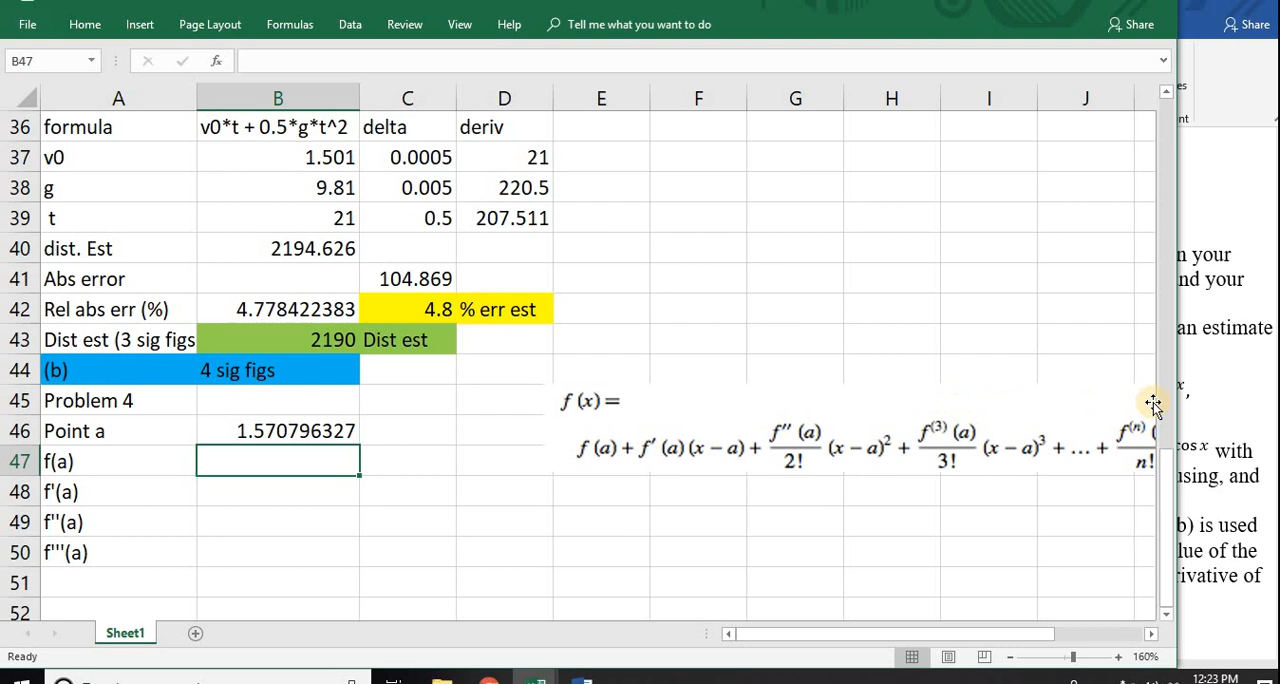 File Home Insert Page Layout Formulas Data Review View Help Tell me what you want to do Share Share
B47 fx
A B C D E F G H I J
36 formula v0*t + 0.5*g*t^2 delta deriv
37 v0 1.501 0.0005 21
38 g 9.81 0.005 220.5
39 t 21 0.5 207.511
40 dist. Est 2194.626
41 Abs error 104.869
42 Rel abs err (%) 4.778422383 4.8 % err est
43 Dist est (3 sig figs 2190 Dist est
44 (b) 4 sig figs
45 Problem 4
46 Point a 1.570796327
47 f(a)
48 f'(a)
49 f''(a)
50 f'''(a)
51
52
f (x) =
f (a) + f′ (a) (x − a) + f″ (a)/2! (x − a)² + f⁽³⁾ (a)/3! (x − a)³ + … + f⁽ⁿ⁾ (/n!
es
nt
n your
nd your
an estimate
x,
cos x with
using, and
b) is used
lue of the
rivative of
Sheet1
Ready 160%
12:23 PM